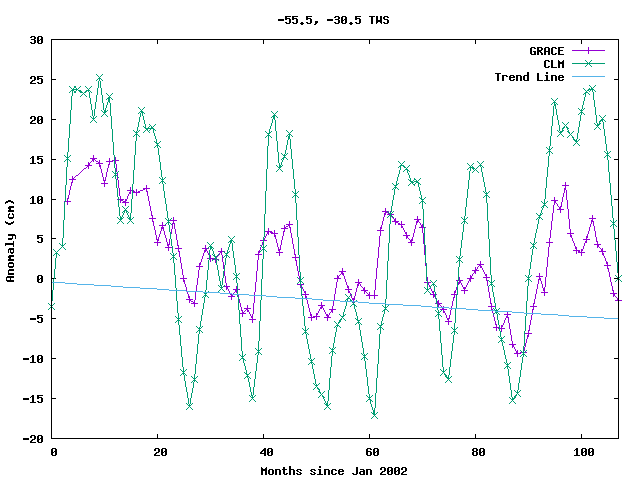 -55.5, -30.5 TWS
GRACE
CLM
Trend Line
30
25
20
15
10
5
0
-5
-10
-15
-20
Anomaly (cm)
0 20 40 60 80 100
Months since Jan 2002